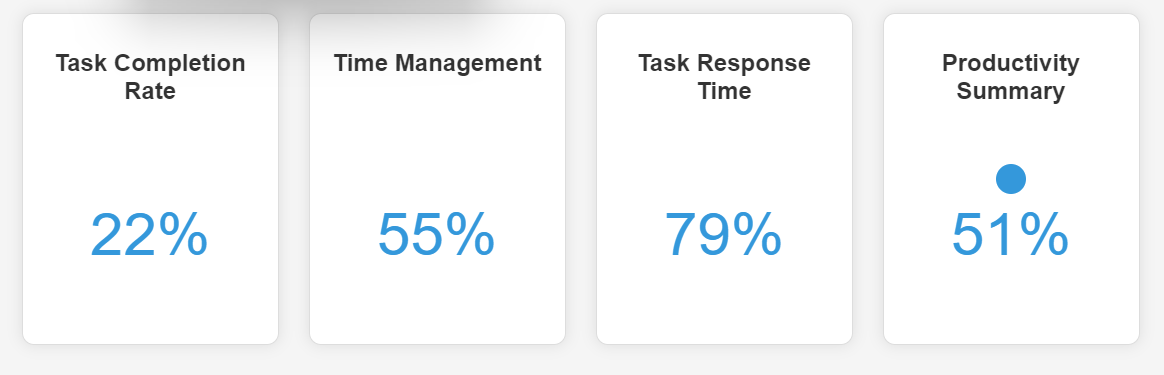 Task Completion
Rate
22%
Time Management
55%
Task Response
Time
79%
Productivity
Summary
51%